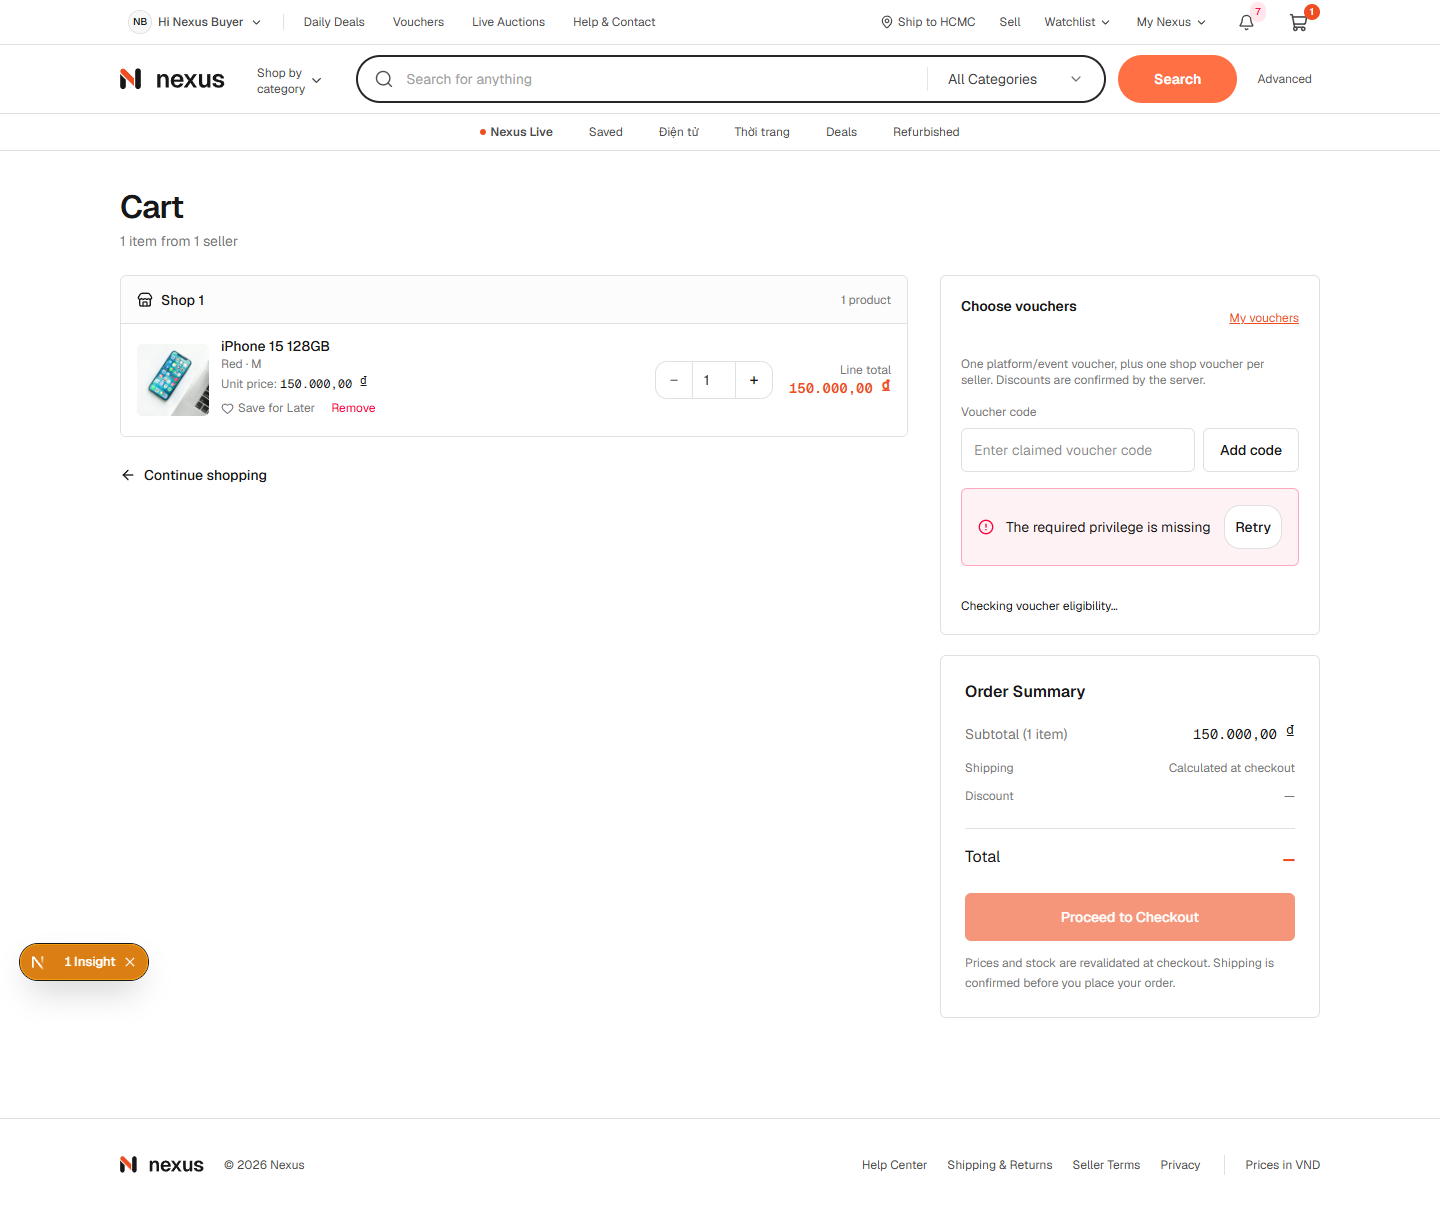 NB Hi Nexus Buyer
Daily Deals
Vouchers
Live Auctions
Help & Contact
Ship to HCMC
Sell
Watchlist
My Nexus
7
1
nexus
Shop by
category
Search for anything
All Categories
Search
Advanced
Nexus Live
Saved
Điện tử
Thời trang
Deals
Refurbished
Cart
1 item from 1 seller
Shop 1
1 product
iPhone 15 128GB
Red · M
Unit price: 150.000,00 ₫
Save for Later
Remove
− 1 +
Line total
150.000,00 ₫
Continue shopping
Choose vouchers
My vouchers
One platform/event voucher, plus one shop voucher per
seller. Discounts are confirmed by the server.
Voucher code
Enter claimed voucher code
Add code
The required privilege is missing
Retry
Checking voucher eligibility…
Order Summary
Subtotal (1 item) 150.000,00 ₫
Shipping Calculated at checkout
Discount —
Total —
Proceed to Checkout
Prices and stock are revalidated at checkout. Shipping is
confirmed before you place your order.
N 1 Insight
nexus © 2026 Nexus
Help Center
Shipping & Returns
Seller Terms
Privacy
Prices in VND